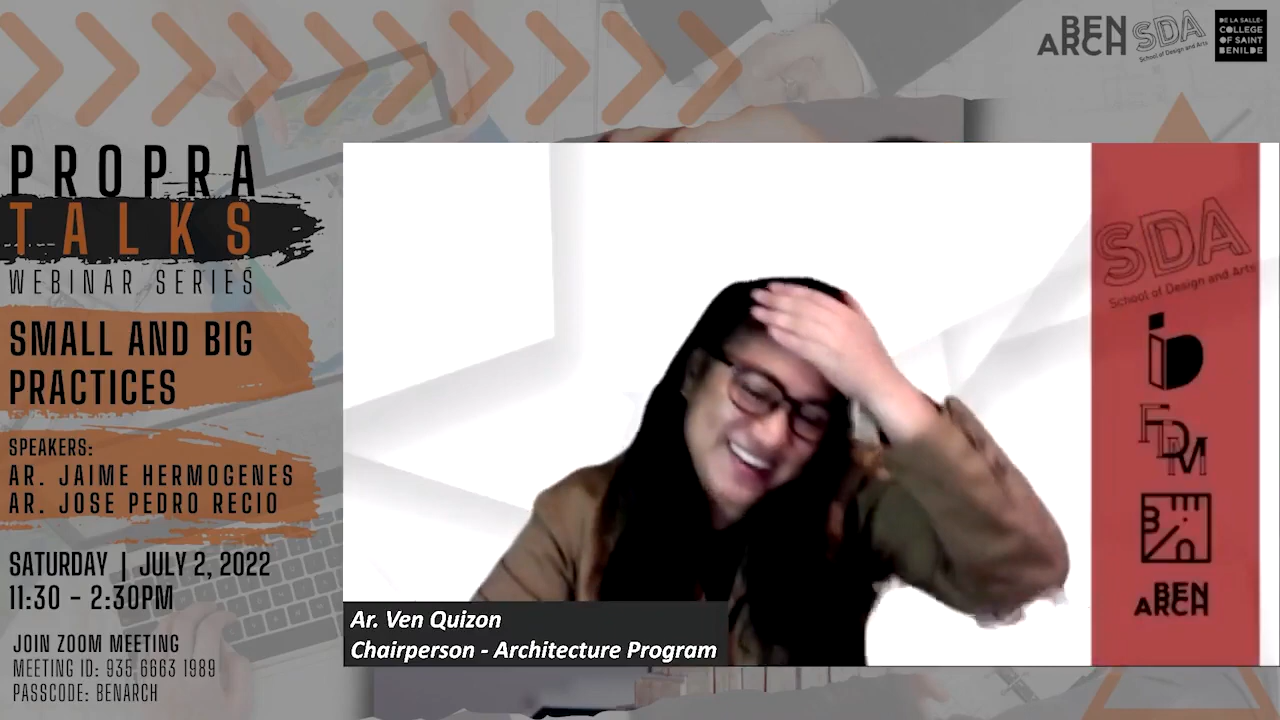 PROPRA
TALKS
WEBINAR SERIES
SMALL AND BIG
PRACTICES
SPEAKERS:
AR. JAIME HERMOGENES
AR. JOSE PEDRO RECIO
SATURDAY | JULY 2, 2022
11:30 - 2:30PM
JOIN ZOOM MEETING
MEETING ID: 935 6663 1989
PASSCODE: BENARCH
BEN
ARCH
SDA
School of Design and Arts
DE LA SALLE-
COLLEGE
OF SAINT
BENILDE
SDA
School of Design and Arts
iD
FDM
BEN
ARCH
Ar. Ven Quizon
Chairperson - Architecture Program